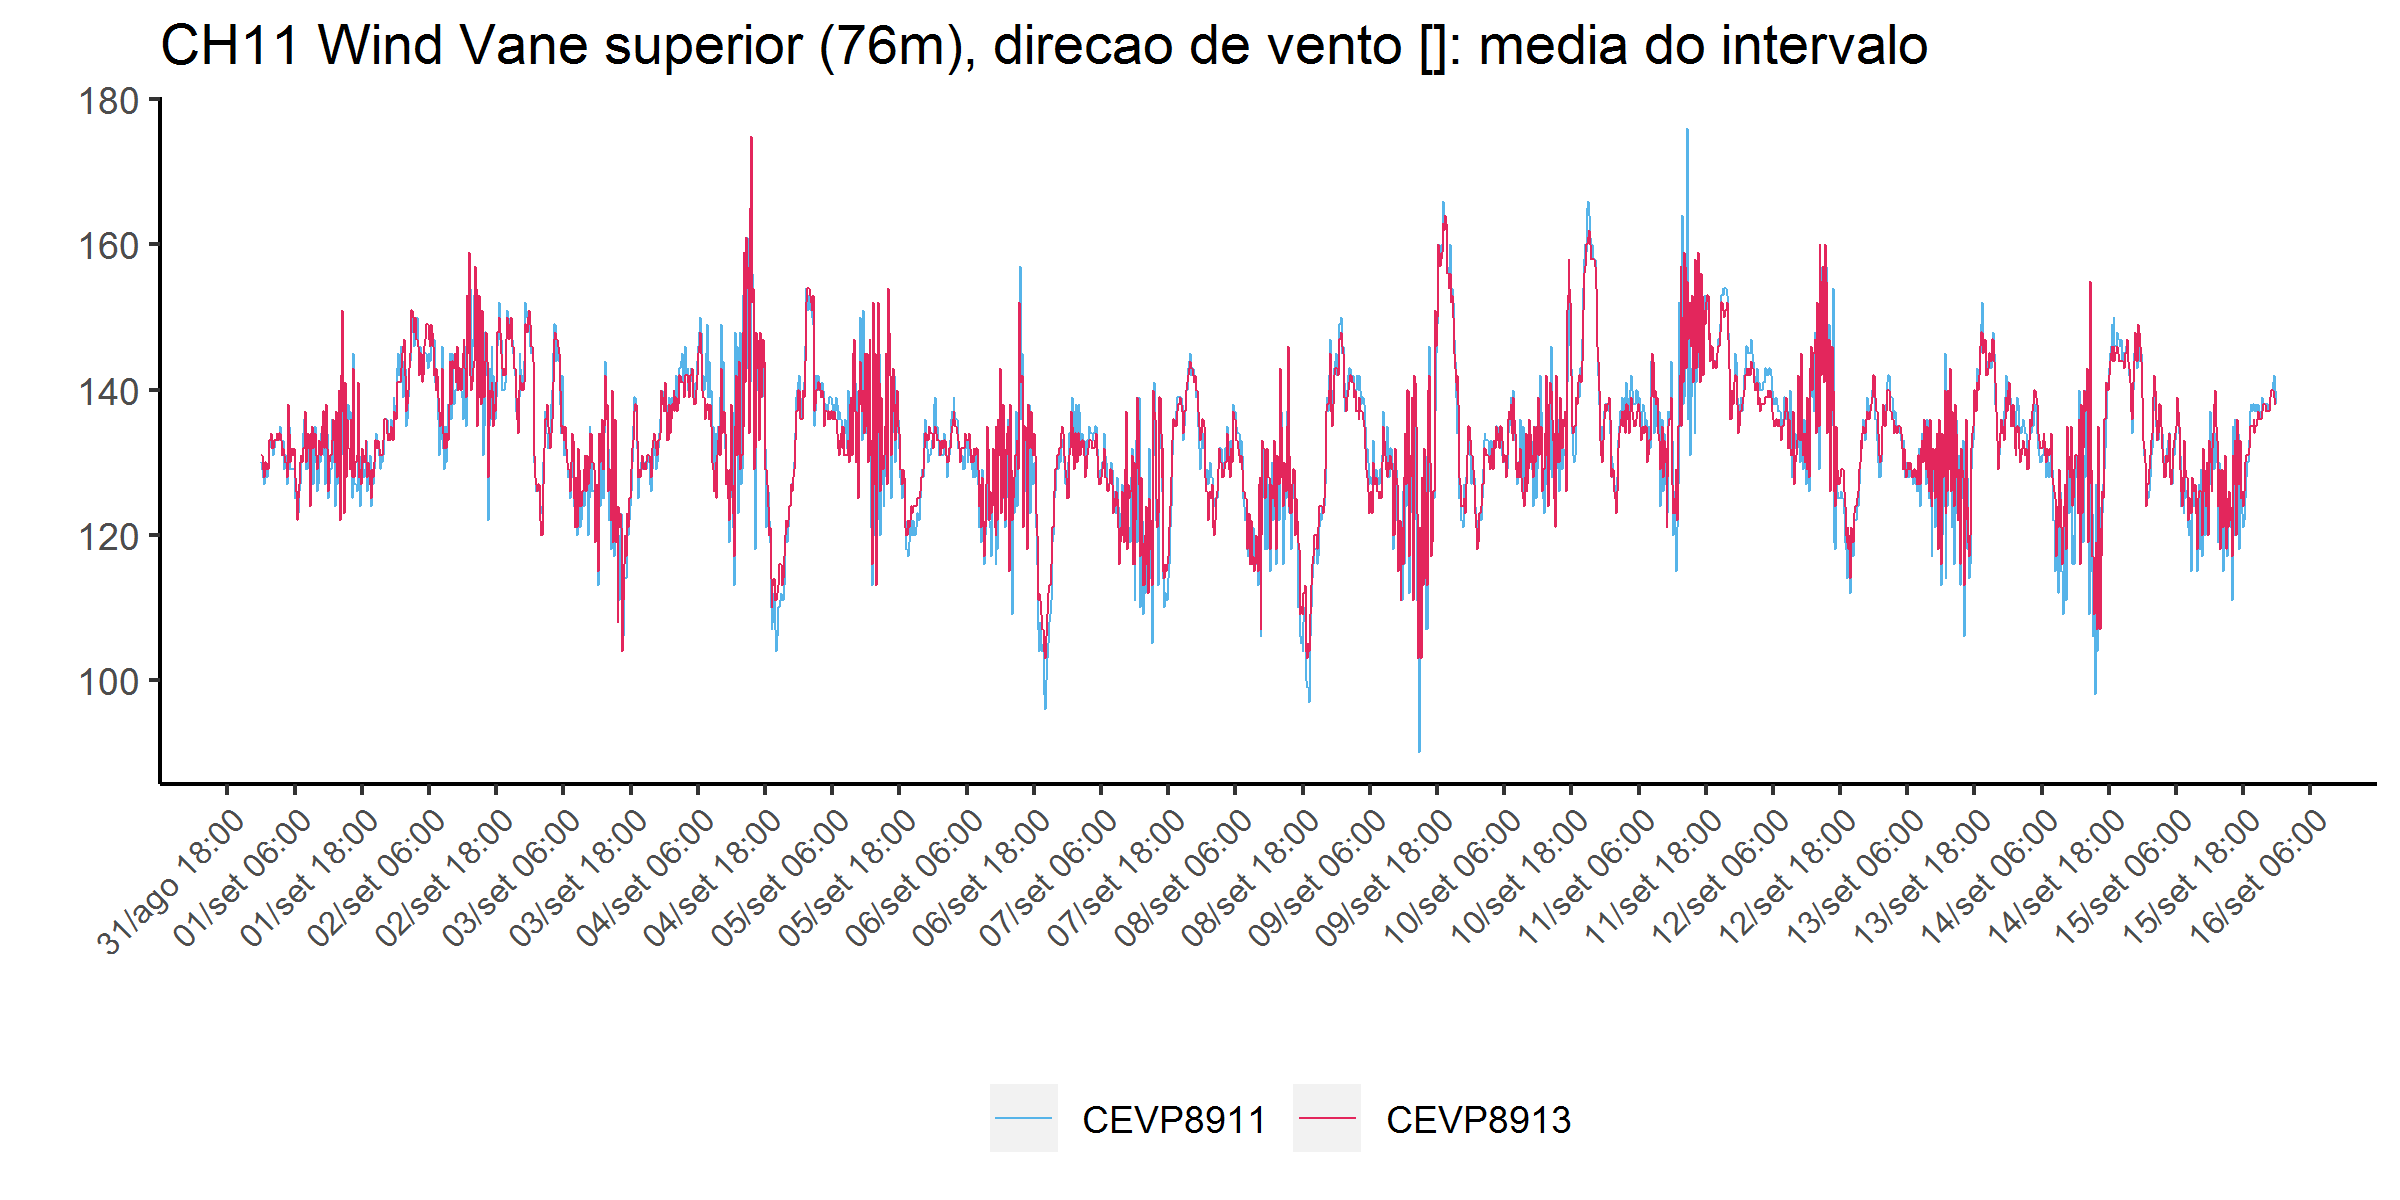 CH11 Wind Vane superior (76m), direcao de vento []: media do intervalo
180
160
140
120
100
31/ago 18:00
01/set 06:00
01/set 18:00
02/set 06:00
02/set 18:00
03/set 06:00
03/set 18:00
04/set 06:00
04/set 18:00
05/set 06:00
05/set 18:00
06/set 06:00
06/set 18:00
07/set 06:00
07/set 18:00
08/set 06:00
08/set 18:00
09/set 06:00
09/set 18:00
10/set 06:00
10/set 18:00
11/set 06:00
11/set 18:00
12/set 06:00
12/set 18:00
13/set 06:00
13/set 18:00
14/set 06:00
14/set 18:00
15/set 06:00
15/set 18:00
16/set 06:00
CEVP8911
CEVP8913